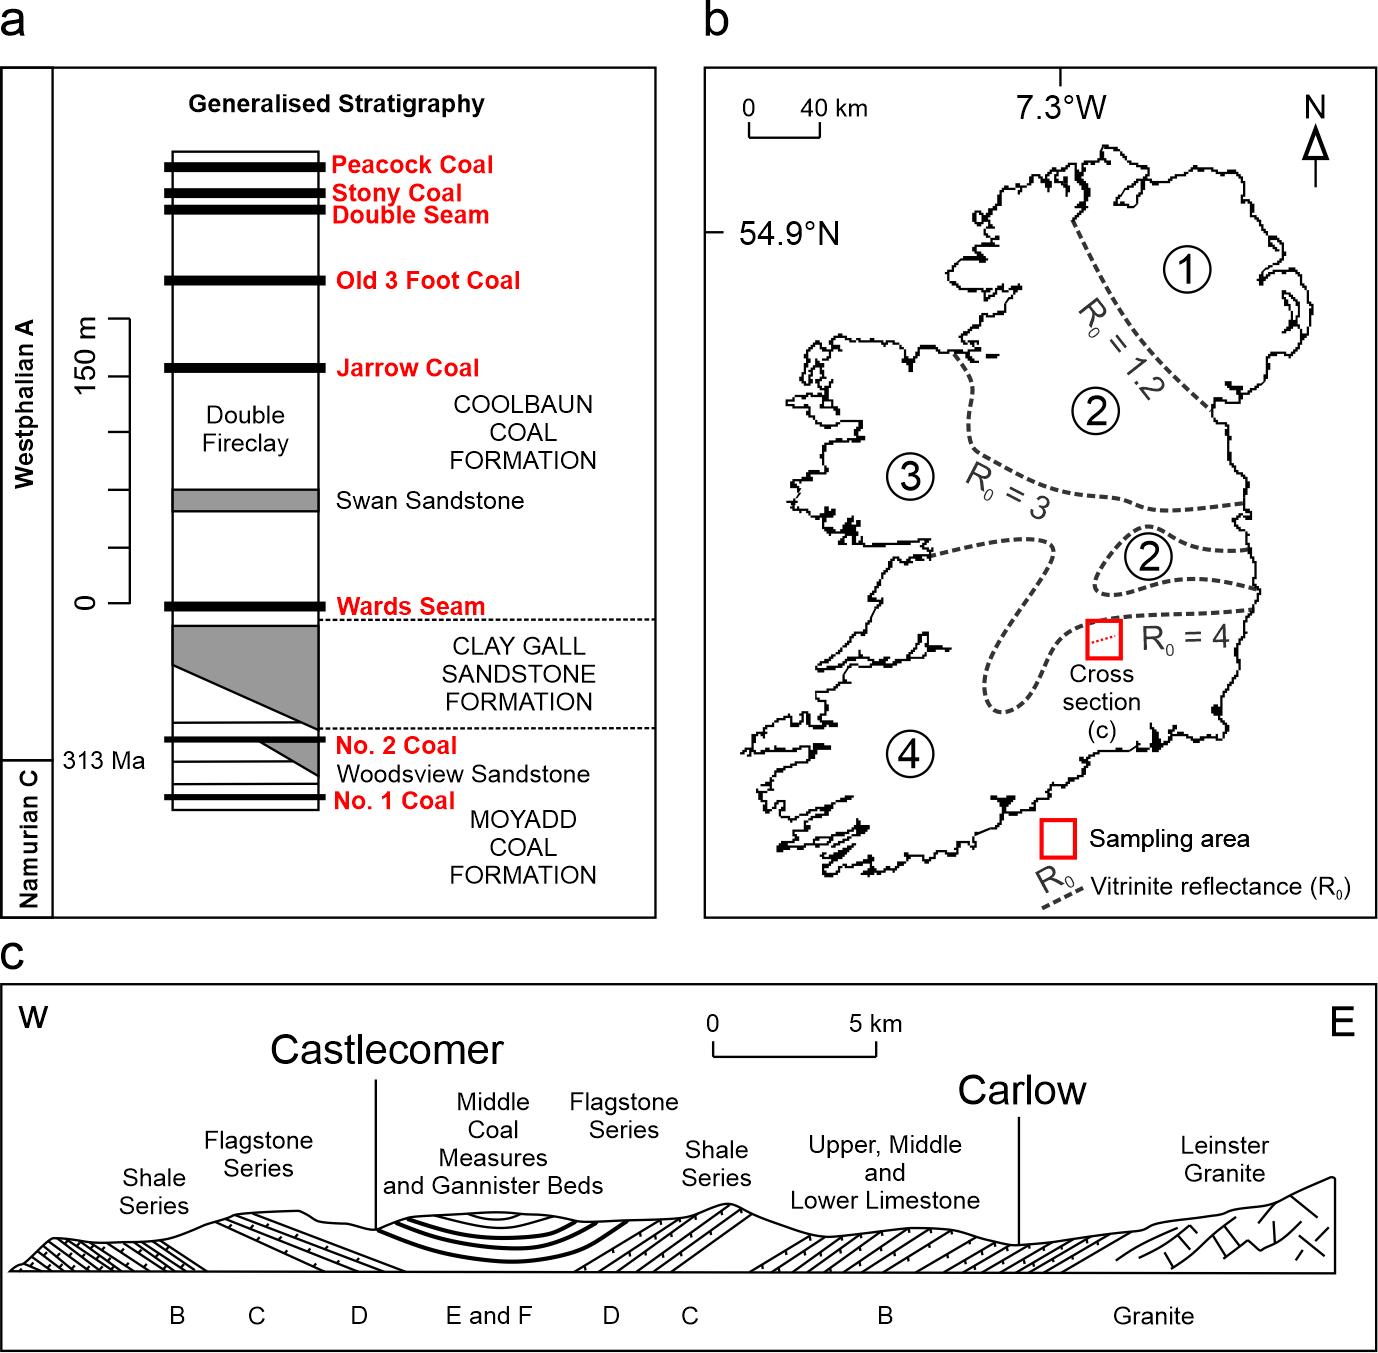 a
Generalised Stratigraphy
Westphalian A
Namurian C
150 m
0
313 Ma
Peacock Coal
Stony Coal
Double Seam
Old 3 Foot Coal
Jarrow Coal
Double
Fireclay
COOLBAUN
COAL
FORMATION
Swan Sandstone
Wards Seam
CLAY GALL
SANDSTONE
FORMATION
No. 2 Coal
Woodsview Sandstone
No. 1 Coal
MOYADD
COAL
FORMATION
b
0 40 km
7.3°W
N
54.9°N
1
R₀ = 1.2
2
3
R₀ = 3
2
R₀ = 4
Cross
section
(c)
4
Sampling area
R₀
Vitrinite reflectance (R₀)
c
W
E
0 5 km
Castlecomer
Carlow
Shale
Series
Flagstone
Series
Middle
Coal
Measures
and Gannister Beds
Flagstone
Series
Shale
Series
Upper, Middle
and
Lower Limestone
Leinster
Granite
B C D E and F D C B Granite